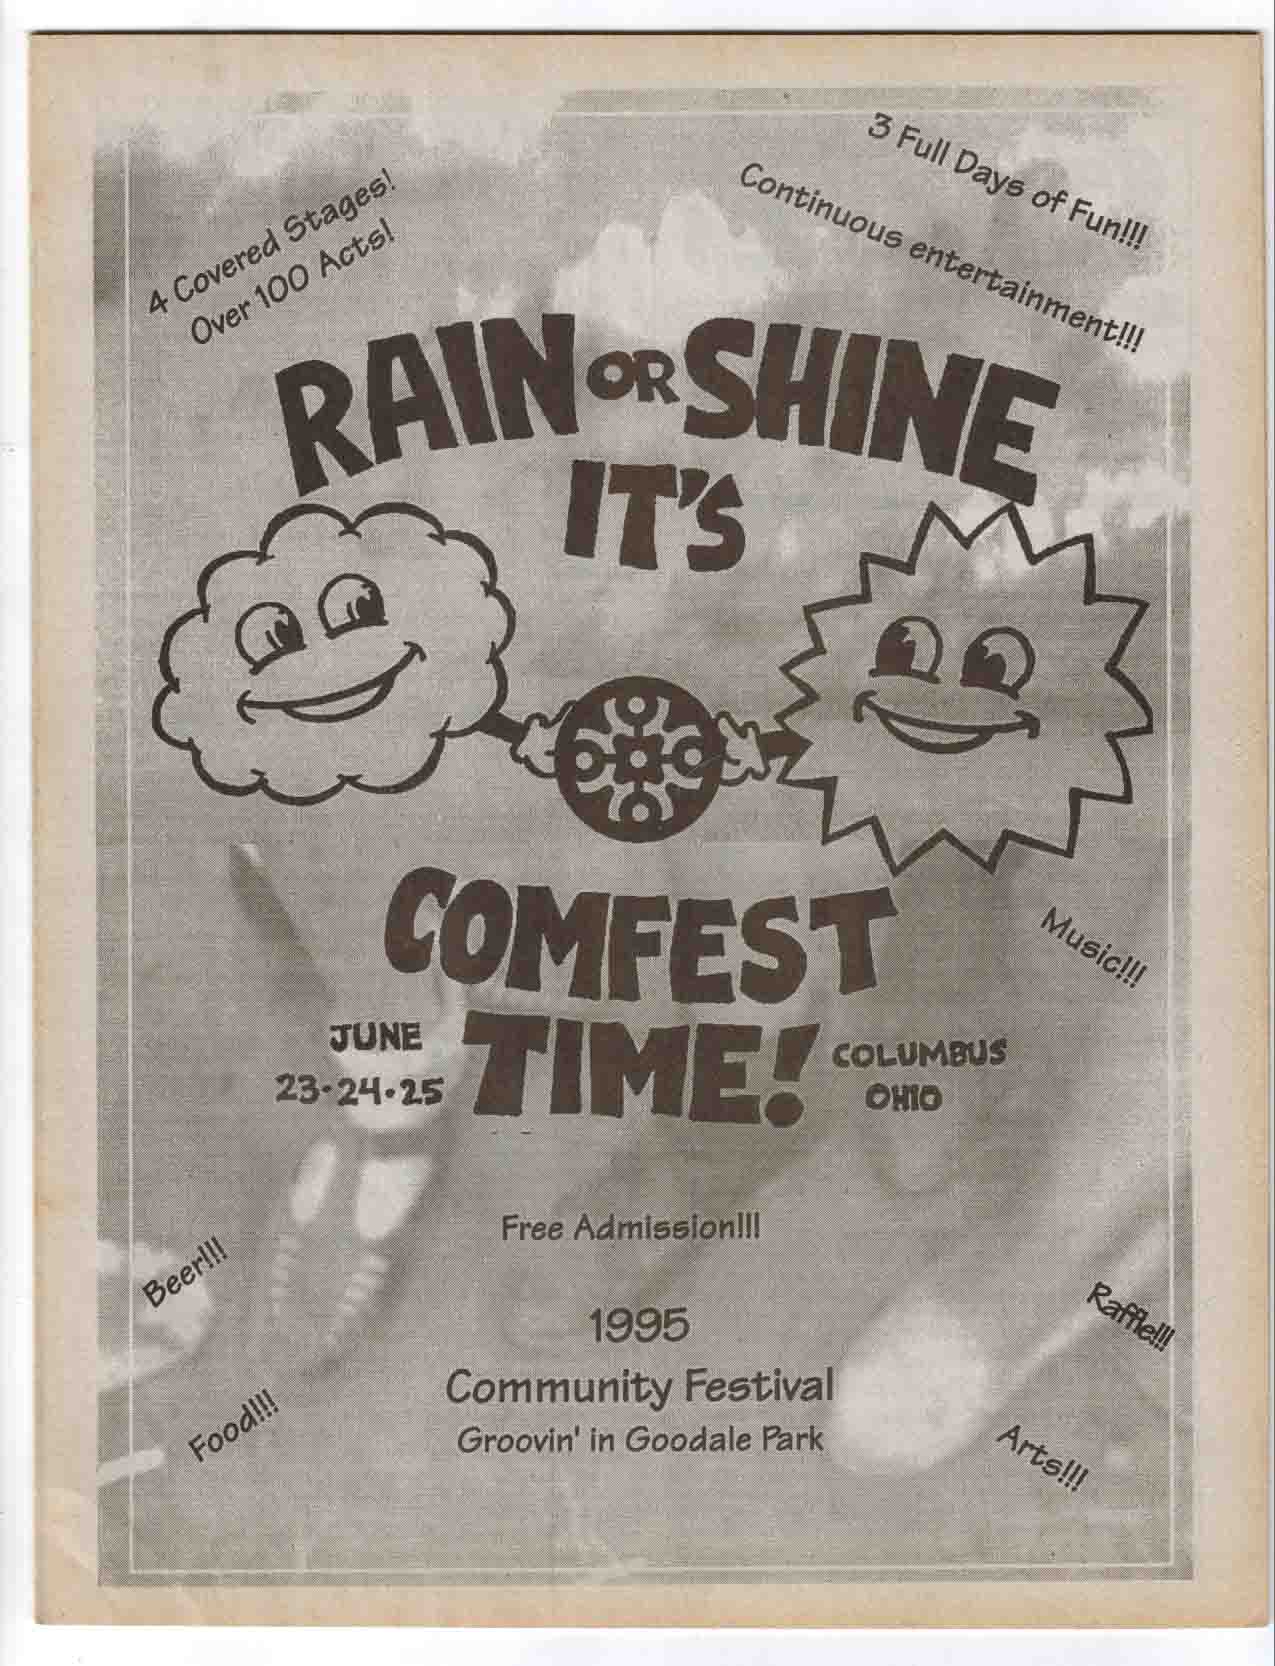 4 Covered Stages!
Over 100 Acts!
3 Full Days of Fun!!!
Continuous entertainment!!!
RAIN OR SHINE
IT'S
COMFEST
TIME!
JUNE
23•24•25
COLUMBUS
OHIO
Music!!!
Free Admission!!!
Beer!!!
Food!!!
1995
Community Festival
Groovin' in Goodale Park
Raffle!!!
Arts!!!